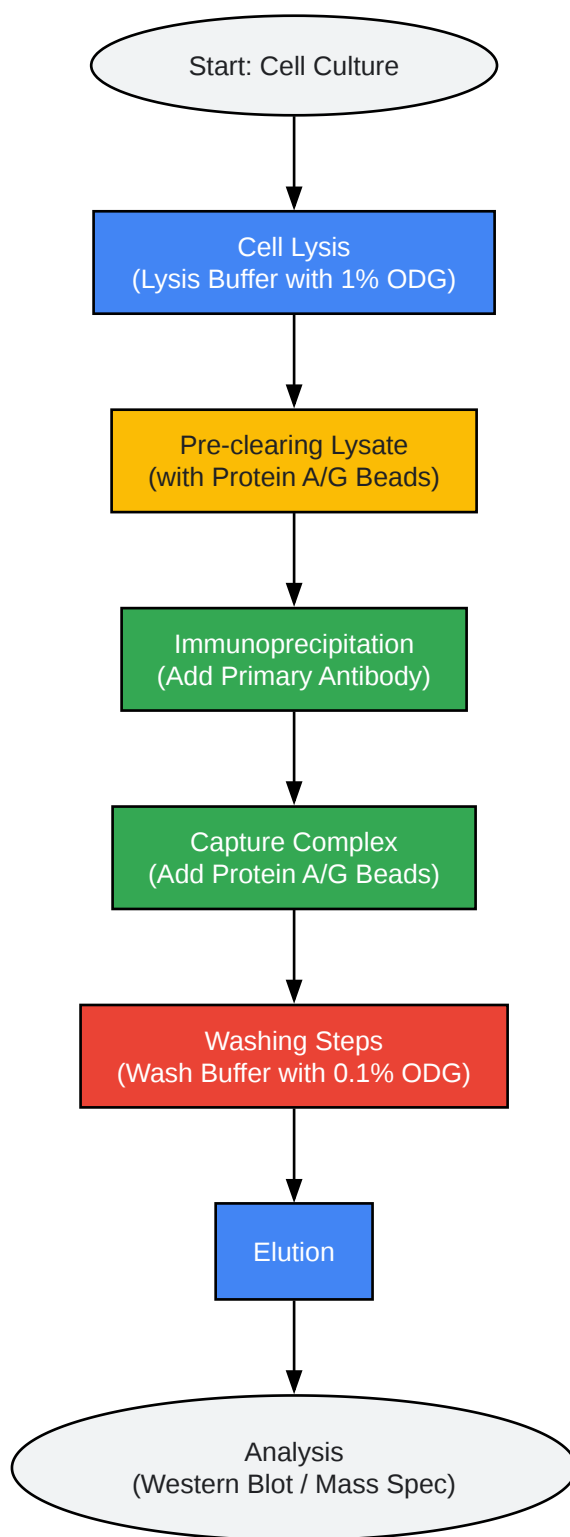 Start: Cell Culture
Cell Lysis
(Lysis Buffer with 1% ODG)
Pre-clearing Lysate
(with Protein A/G Beads)
Immunoprecipitation
(Add Primary Antibody)
Capture Complex
(Add Protein A/G Beads)
Washing Steps
(Wash Buffer with 0.1% ODG)
Elution
Analysis
(Western Blot / Mass Spec)